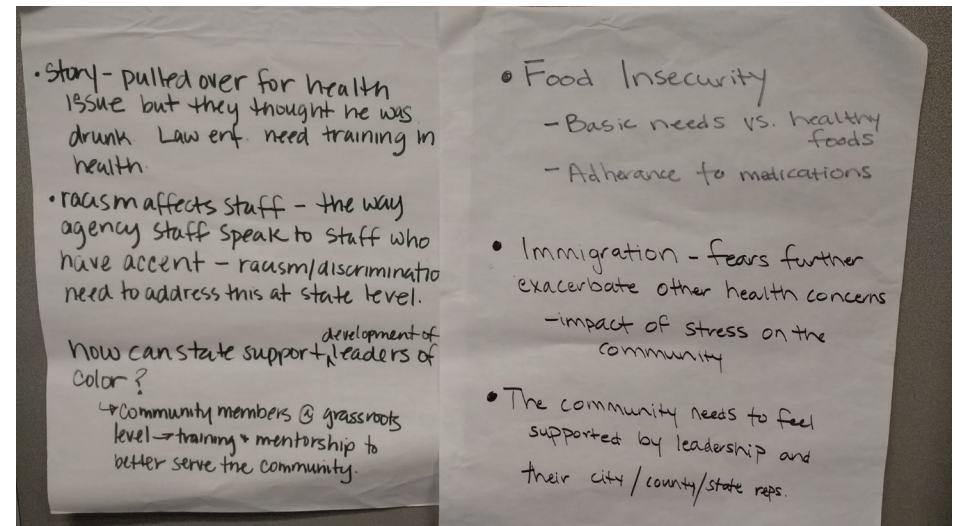 • Story - pulled over for health
issue but they thought he was
drunk. Law enf. need training in
health.
• racism affects staff - the way
agency staff speak to staff who
have accent - racism/discriminatio
need to address this at state level.
development of
how can state support ^ leaders of
color?
↳ community members @ grassroots
level → training + mentorship to
better serve the community.
• Food Insecurity
- Basic needs vs. healthy
foods
- Adherance to medications
• Immigration - fears further
exacerbate other health concerns
- impact of stress on the
community
• The community needs to feel
supported by leadership and
their city/county/state reps.